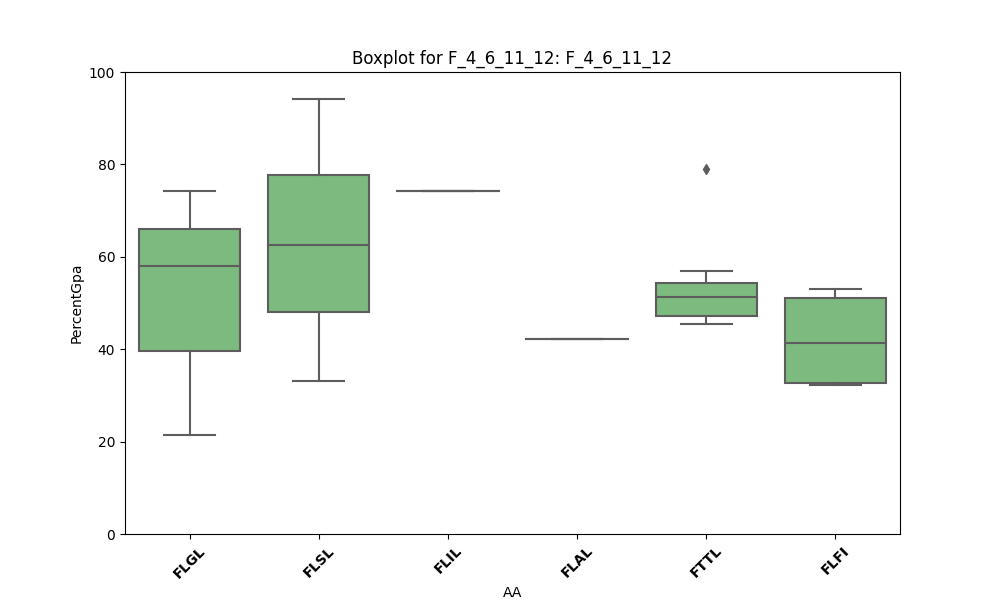 Boxplot for F_4_6_11_12: F_4_6_11_12
100
80
60
40
20
0
PercentGpa
FLGL
FLSL
FLIL
FLAL
FTTL
FLFI
AA